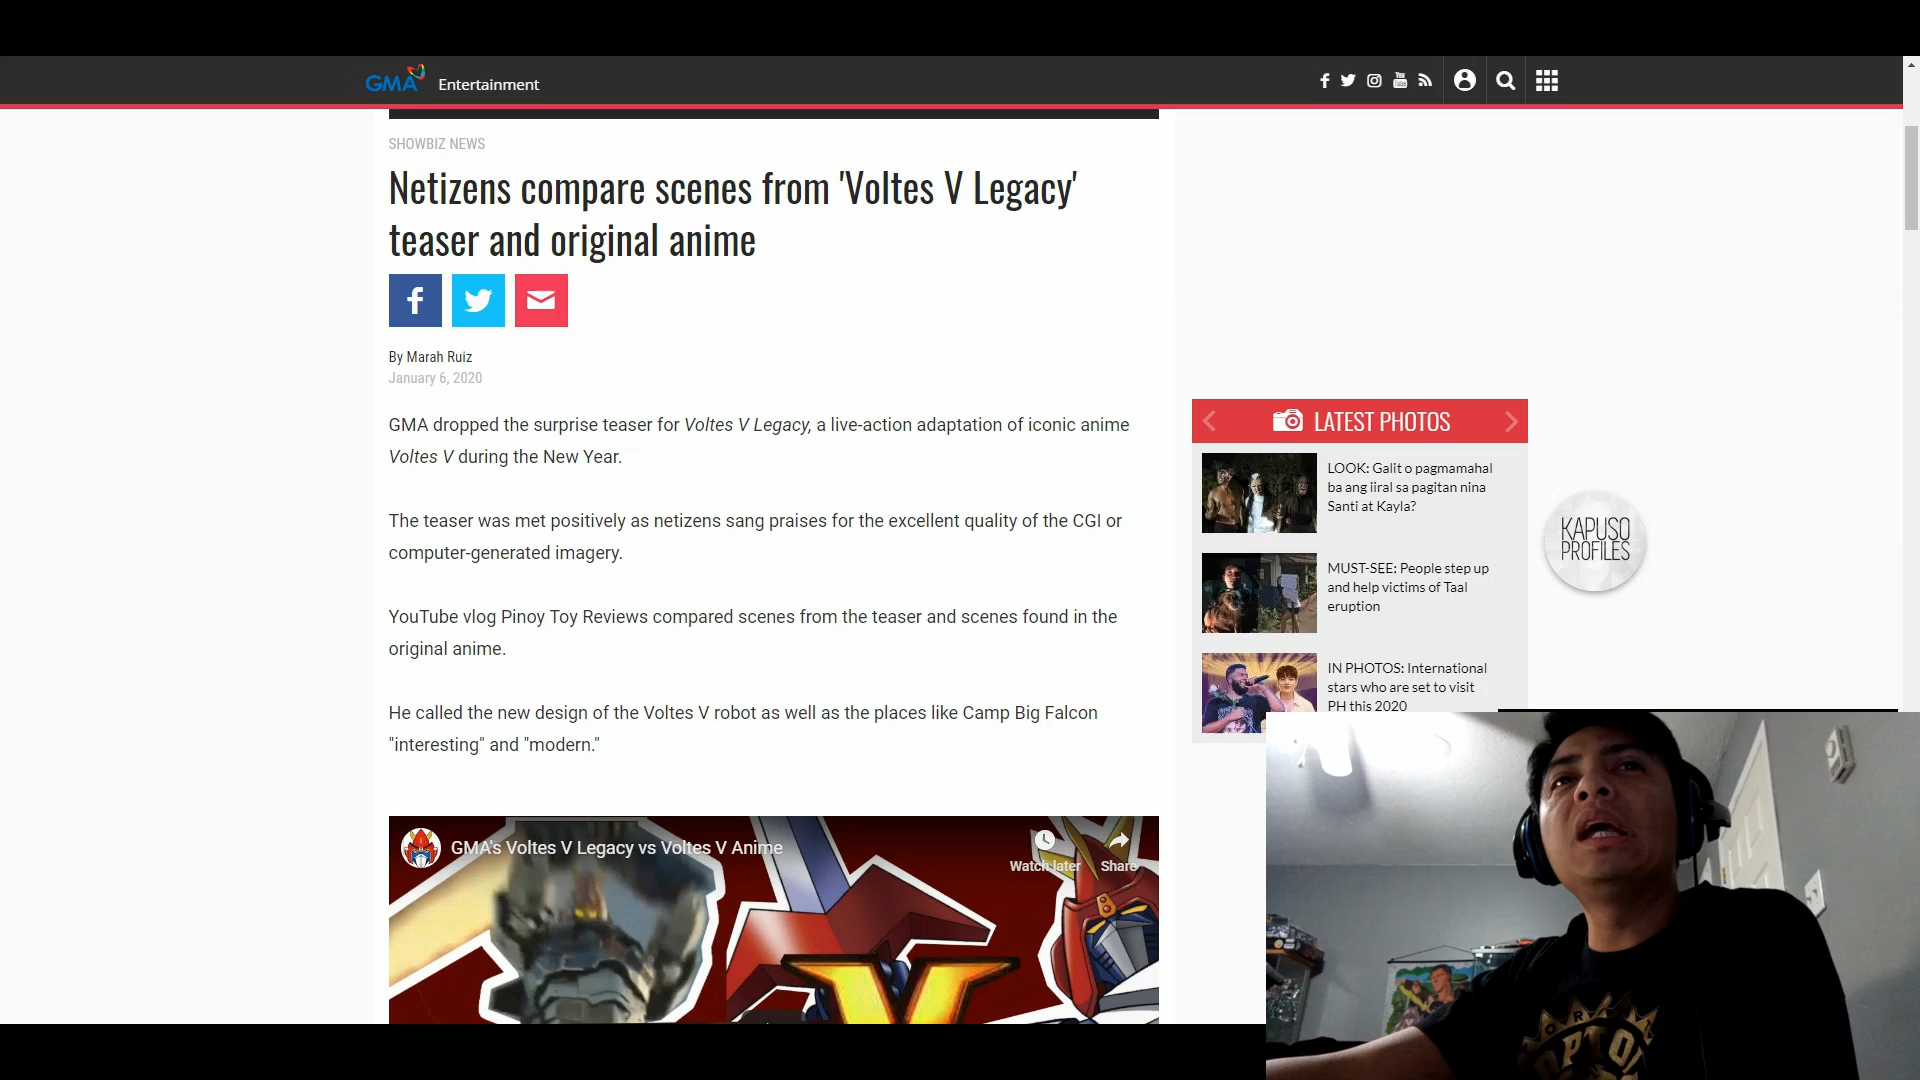 GMA Entertainment
SHOWBIZ NEWS
Netizens compare scenes from 'Voltes V Legacy'
teaser and original anime
By Marah Ruiz
January 6, 2020
GMA dropped the surprise teaser for Voltes V Legacy, a live-action adaptation of iconic anime
Voltes V during the New Year.
The teaser was met positively as netizens sang praises for the excellent quality of the CGI or
computer-generated imagery.
YouTube vlog Pinoy Toy Reviews compared scenes from the teaser and scenes found in the
original anime.
He called the new design of the Voltes V robot as well as the places like Camp Big Falcon
"interesting" and "modern."
GMA's Voltes V Legacy vs Voltes V Anime
Watch later
Share
V
LATEST PHOTOS
LOOK: Galit o pagmamahal
ba ang iiral sa pagitan nina
Santi at Kayla?
MUST-SEE: People step up
and help victims of Taal
eruption
IN PHOTOS: International
stars who are set to visit
PH this 2020
KAPUSO
PROFILES